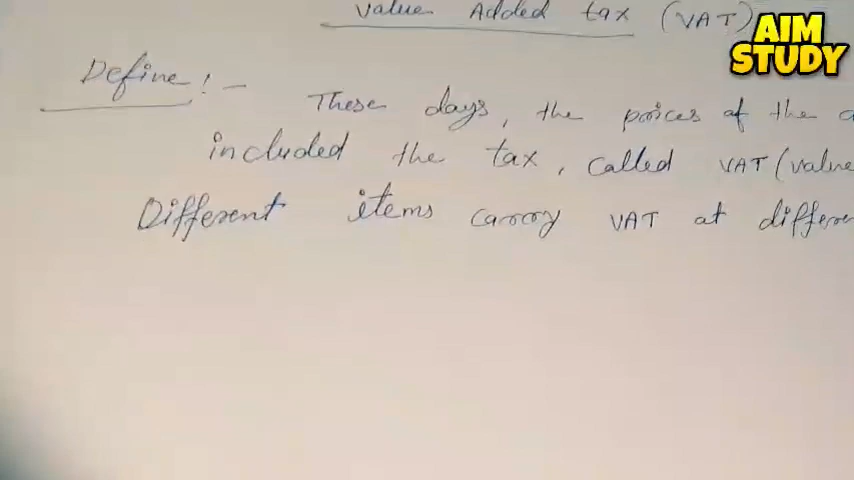 Value Added tax (VAT)
AIM
STUDY
Define:-
These days, the prices of the
included the tax, called VAT (value
Different items carry VAT at differen